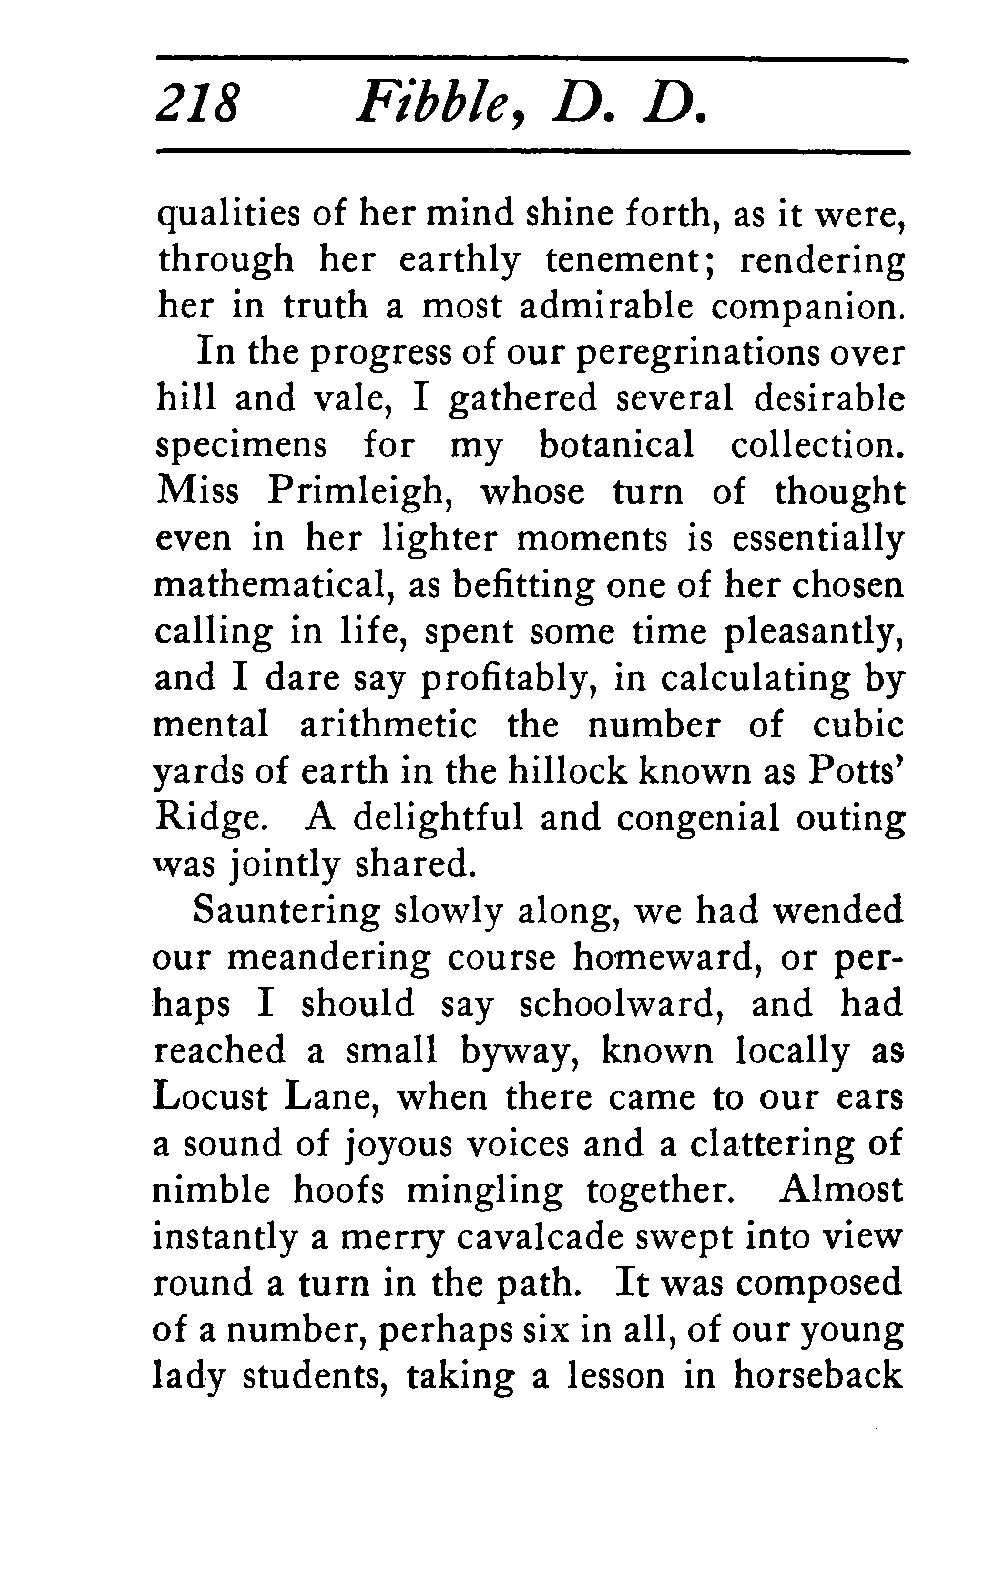 218 Fibble, D. D.
qualities of her mind shine forth, as it were,
through her earthly tenement; rendering
her in truth a most admirable companion.
In the progress of our peregrinations over
hill and vale, I gathered several desirable
specimens for my botanical collection.
Miss Primleigh, whose turn of thought
even in her lighter moments is essentially
mathematical, as befitting one of her chosen
calling in life, spent some time pleasantly,
and I dare say profitably, in calculating by
mental arithmetic the number of cubic
yards of earth in the hillock known as Potts'
Ridge. A delightful and congenial outing
was jointly shared.
Sauntering slowly along, we had wended
our meandering course homeward, or per-
haps I should say schoolward, and had
reached a small byway, known locally as
Locust Lane, when there came to our ears
a sound of joyous voices and a clattering of
nimble hoofs mingling together. Almost
instantly a merry cavalcade swept into view
round a turn in the path. It was composed
of a number, perhaps six in all, of our young
lady students, taking a lesson in horseback